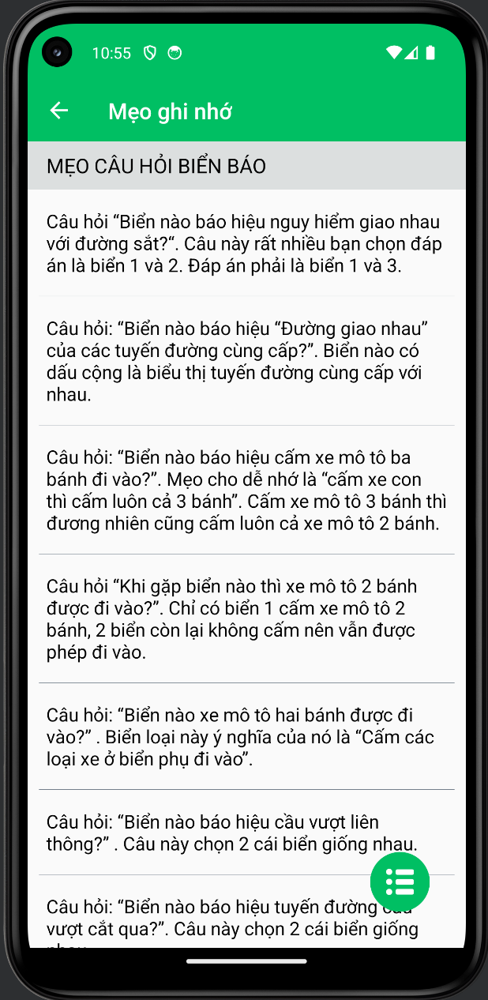 10:55
Mẹo ghi nhớ
MẸO CÂU HỎI BIỂN BÁO
Câu hỏi “Biển nào báo hiệu nguy hiểm giao nhau
với đường sắt?“. Câu này rất nhiều bạn chọn đáp
án là biển 1 và 2. Đáp án phải là biển 1 và 3.
Câu hỏi: “Biển nào báo hiệu “Đường giao nhau”
của các tuyến đường cùng cấp?”. Biển nào có
dấu cộng là biểu thị tuyến đường cùng cấp với
nhau.
Câu hỏi: “Biển nào báo hiệu cấm xe mô tô ba
bánh đi vào?”. Mẹo cho dễ nhớ là “cấm xe con
thì cấm luôn cả 3 bánh”. Cấm xe mô tô 3 bánh thì
đương nhiên cũng cấm luôn cả xe mô tô 2 bánh.
Câu hỏi “Khi gặp biển nào thì xe mô tô 2 bánh
được đi vào?”. Chỉ có biển 1 cấm xe mô tô 2
bánh, 2 biển còn lại không cấm nên vẫn được
phép đi vào.
Câu hỏi: “Biển nào xe mô tô hai bánh được đi
vào?” . Biển loại này ý nghĩa của nó là “Cấm các
loại xe ở biển phụ đi vào”.
Câu hỏi: “Biển nào báo hiệu cầu vượt liên
thông?” . Câu này chọn 2 cái biển giống nhau.
Câu hỏi: “Biển nào báo hiệu tuyến đường
vượt cắt qua?”. Câu này chọn 2 cái biển giống